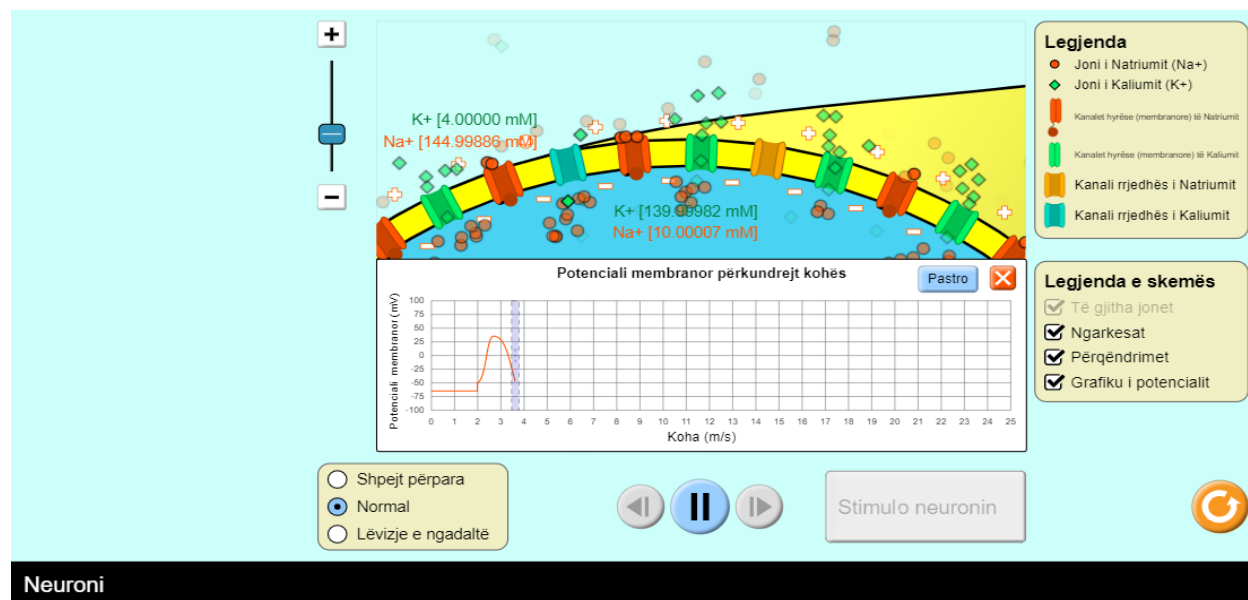 K+ [4.00000 mM]
Na+ [144.99886 mM]
K+ [139.99982 mM]
Na+ [10.00007 mM]
Legjenda
Joni i Natriumit (Na+)
Joni i Kaliumit (K+)
Kanalet hyrëse (membranore) të Natriumit
Kanalet hyrëse (membranore) të Kaliumit
Kanali rrjedhës i Natriumit
Kanali rrjedhës i Kaliumit
Potenciali membranor përkundrejt kohës
Pastro
Potenciali membranor (mV)
100
75
50
25
0
-25
-50
-75
-100
0 1 2 3 4 5 6 7 8 9 10 11 12 13 14 15 16 17 18 19 20 21 22 23 24 25
Koha (m/s)
Legjenda e skemës
Të gjitha jonet
Ngarkesat
Përqëndrimet
Grafiku i potencialit
Shpejt përpara
Normal
Lëvizje e ngadaltë
Stimulo neuronin
Neuroni